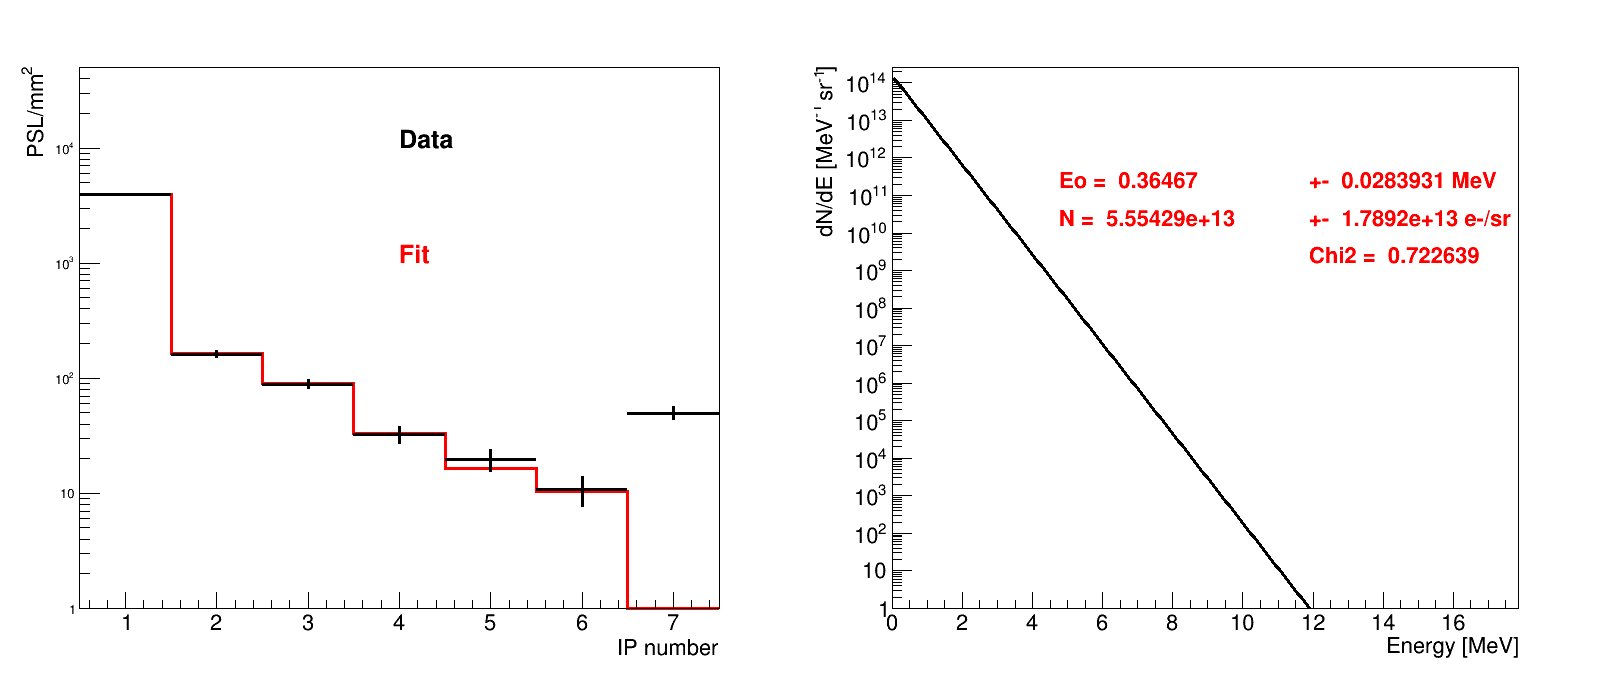 PSL/mm²
10⁴
10³
10²
10
1
Data
Fit
1 2 3 4 5 6 7
IP number
dN/dE [MeV⁻¹ sr⁻¹]
10¹⁴
10¹³
10¹²
10¹¹
10¹⁰
10⁹
10⁸
10⁷
10⁶
10⁵
10⁴
10³
10²
10
1
Eo = 0.36467 +- 0.0283931 MeV
N = 5.55429e+13 +- 1.7892e+13 e-/sr
Chi2 = 0.722639
0 2 4 6 8 10 12 14 16
Energy [MeV]